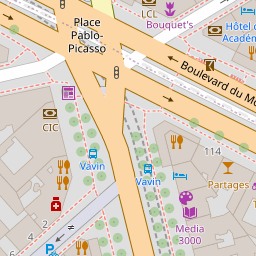 Place
Pablo-
Picasso
LCL
Bouquet's
Hôtel
Acadé
Boulevard du Mo
CIC
Vavin
Vavin
114
Partages
Media
3000
4
2
6
P